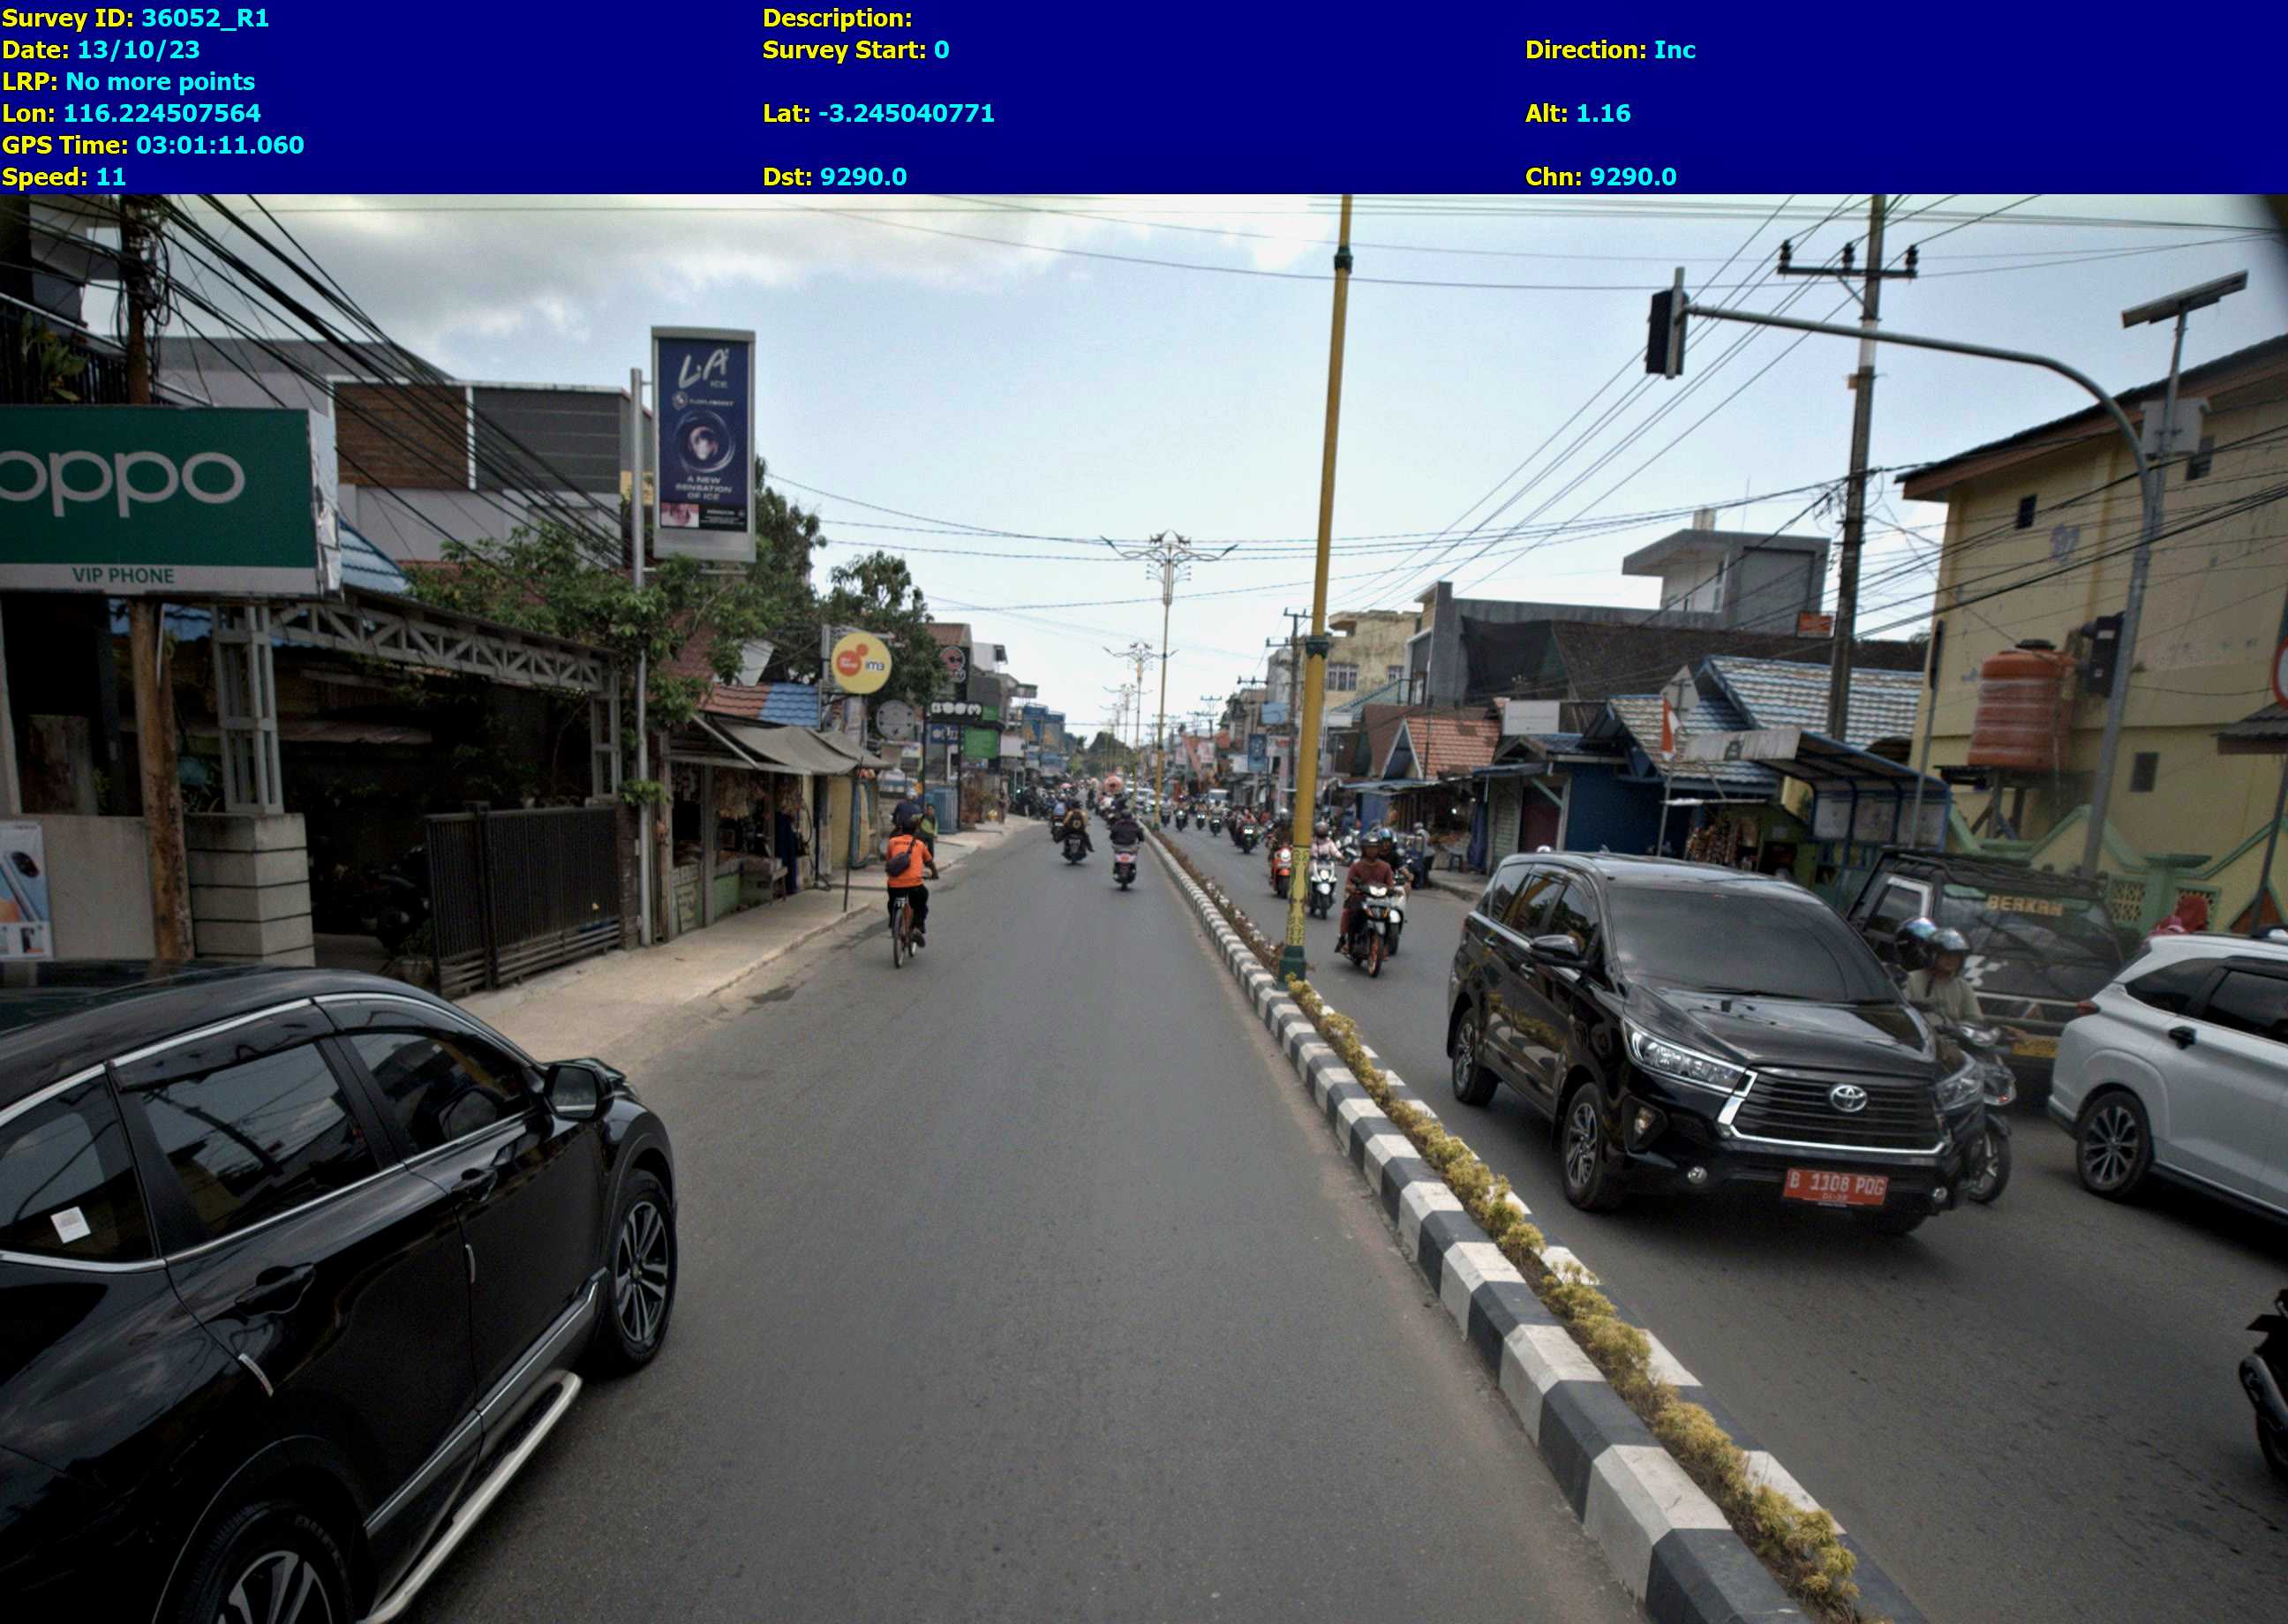 Survey ID: 36052_R1
Description:
Date: 13/10/23
Survey Start: 0
Direction: Inc
LRP: No more points
Lon: 116.224507564
Lat: -3.245040771
Alt: 1.16
GPS Time: 03:01:11.060
Speed: 11
Dst: 9290.0
Chn: 9290.0
oppo
VIP PHONE
L.A
ICE
A NEW
SENSATION
OF ICE
im3
BOOM
BERKAH
B 1108 PQG